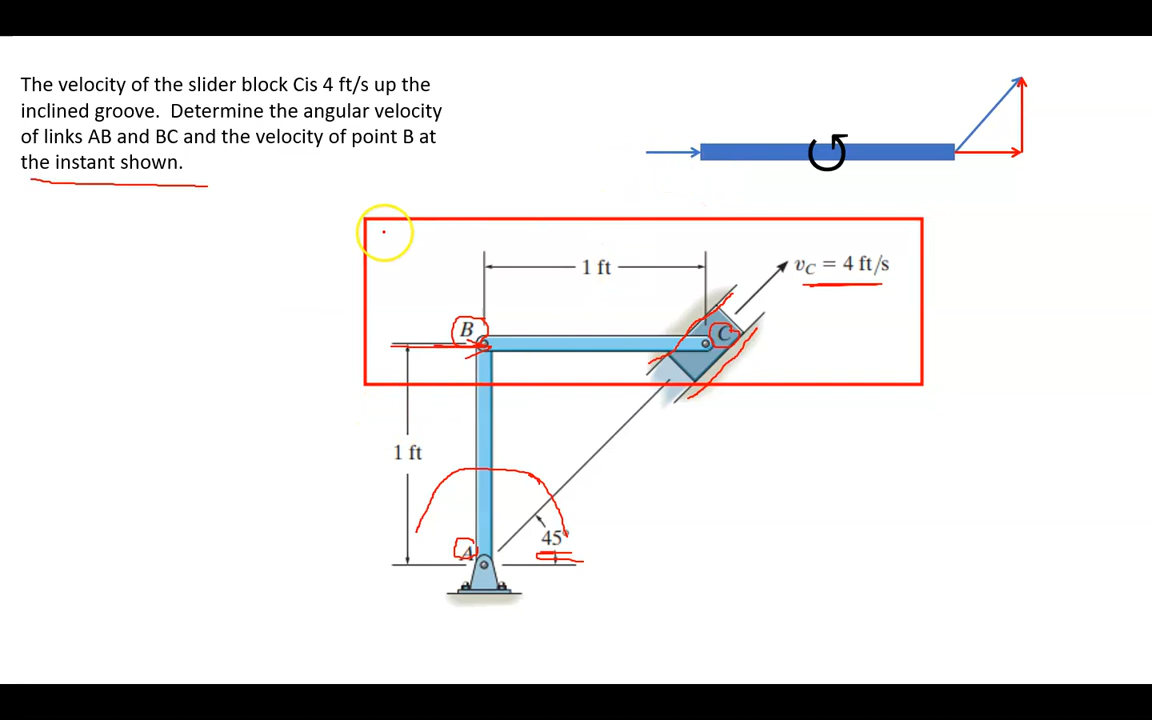 The velocity of the slider block Cis 4 ft/s up the
inclined groove. Determine the angular velocity
of links AB and BC and the velocity of point B at
the instant shown.
1 ft
v_C = 4 ft/s
B
C
1 ft
45°
A